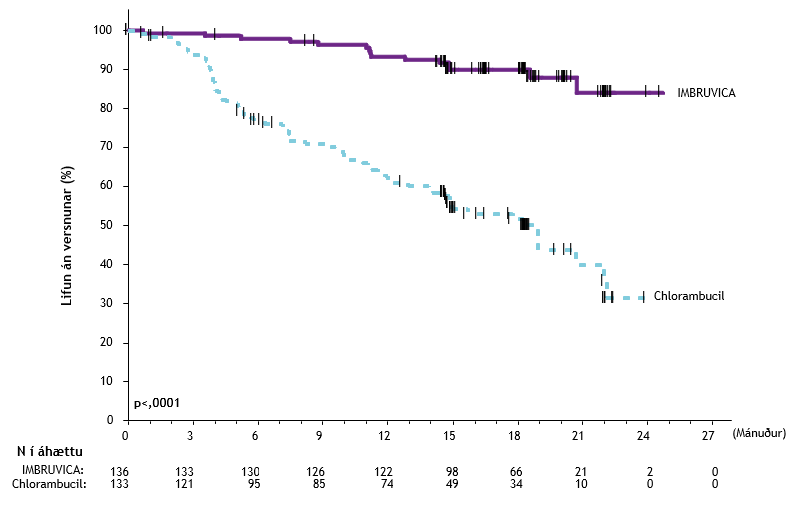 100
90
80
70
60
50
40
30
20
10
0
Lifun án versnunar (%)
IMBRUVICA
Chlorambucil
p<,0001
0 3 6 9 12 15 18 21 24 27 (Mánuður)
N í áhættu
IMBRUVICA: 136 133 130 126 122 98 66 21 2 0
Chlorambucil: 133 121 95 85 74 49 34 10 0 0